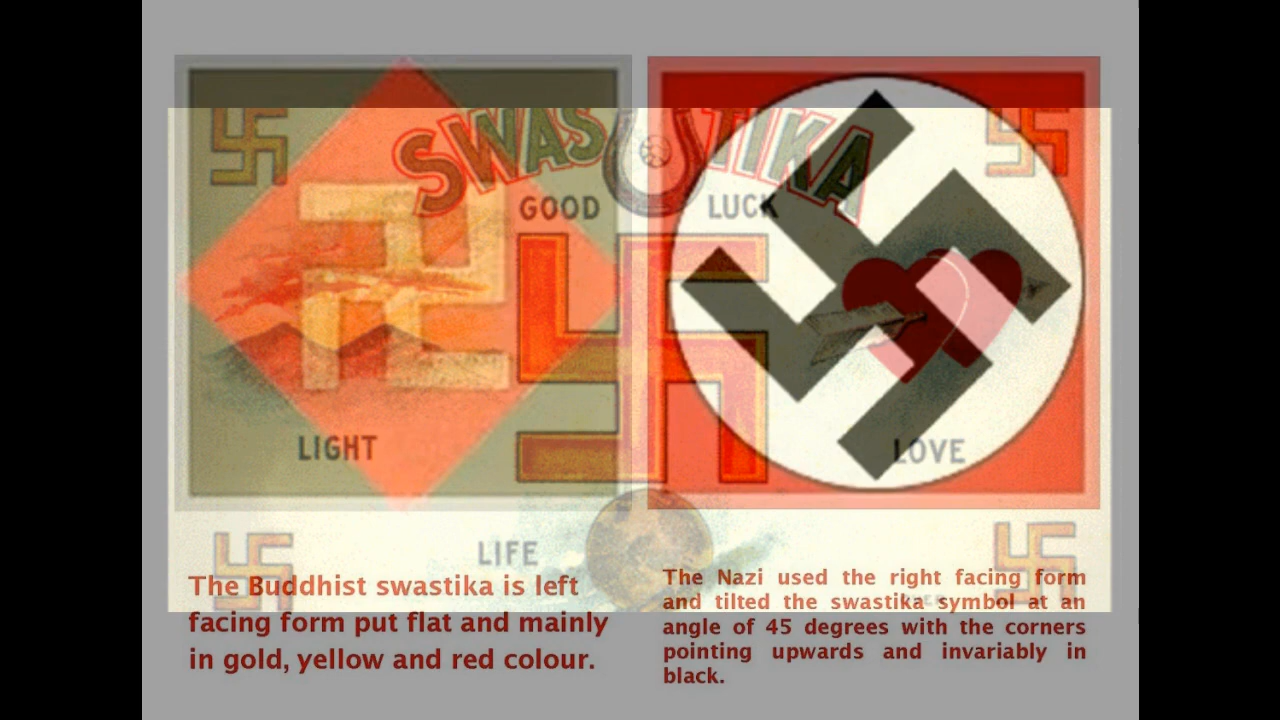 SWASTIKA
GOOD LUCK
LIGHT
LOVE
LIFE
The Buddhist swastika is left
facing form put flat and mainly
in gold, yellow and red colour.
The Nazi used the right facing form
and tilted the swastika symbol at an
angle of 45 degrees with the corners
pointing upwards and invariably in
black.